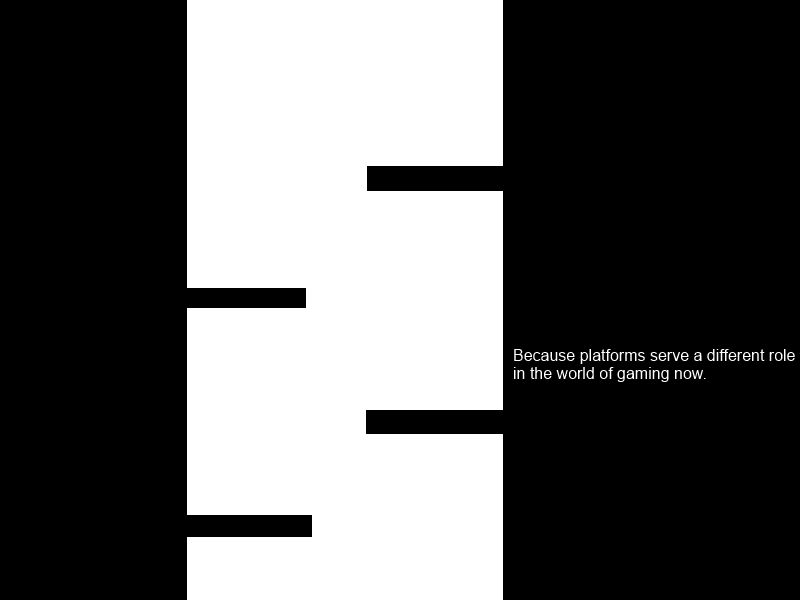 Because platforms serve a different role
in the world of gaming now.